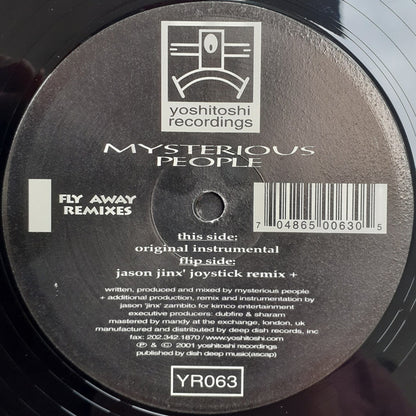 yoshitoshi
recordings
MYSTERIOUS
PEOPLE
FLY AWAY
REMIXES
7 04865 00630 5
this side:
original instrumental
flip side:
jason jinx' joystick remix +
written, produced and mixed by mysterious people
+ additional production, remix and instrumentation by
jason 'jinx' zambito for kimco entertainment
executive producers: dubfire & sharam
mastered by mandy at the exchange, london, uk
manufactured and distributed by deep dish records, inc
fax: 202.342.1870 / www.yoshitoshi.com
℗ & © 2001 yoshitoshi recordings
published by dish deep music(ascap)
YR063